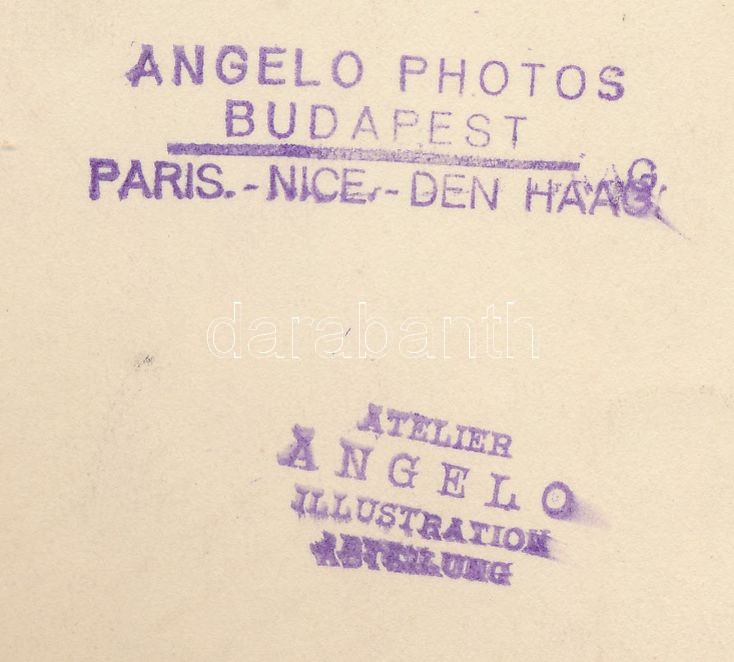 ANGELO PHOTOS
BUDAPEST
PARIS.-NICE.-DEN HAAG.
darabanth
ATELIER
ANGELO
ILLUSTRATION
ABTEILUNG